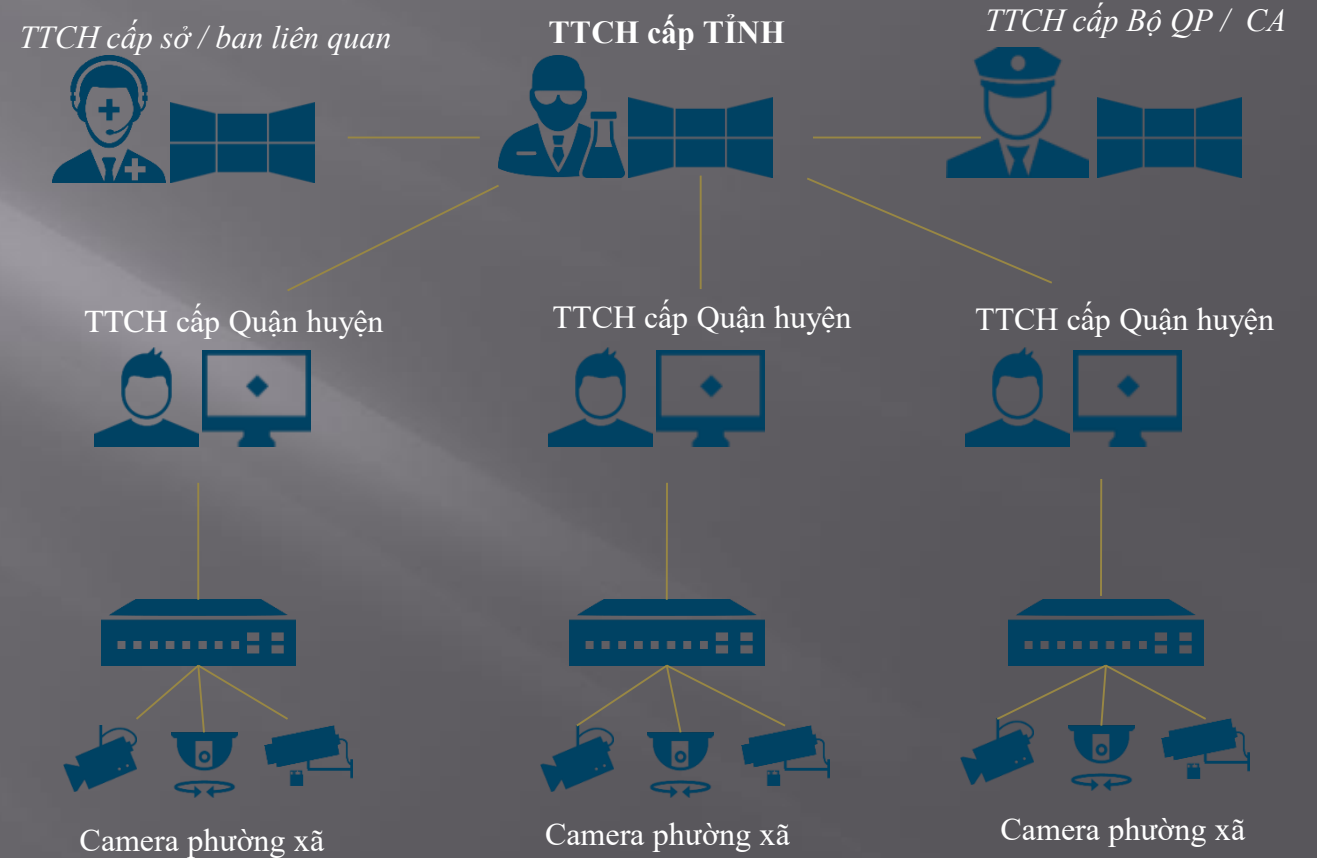 TTCH cấp sở / ban liên quan
TTCH cấp TỈNH
TTCH cấp Bộ QP / CA
TTCH cấp Quận huyện
TTCH cấp Quận huyện
TTCH cấp Quận huyện
Camera phường xã
Camera phường xã
Camera phường xã